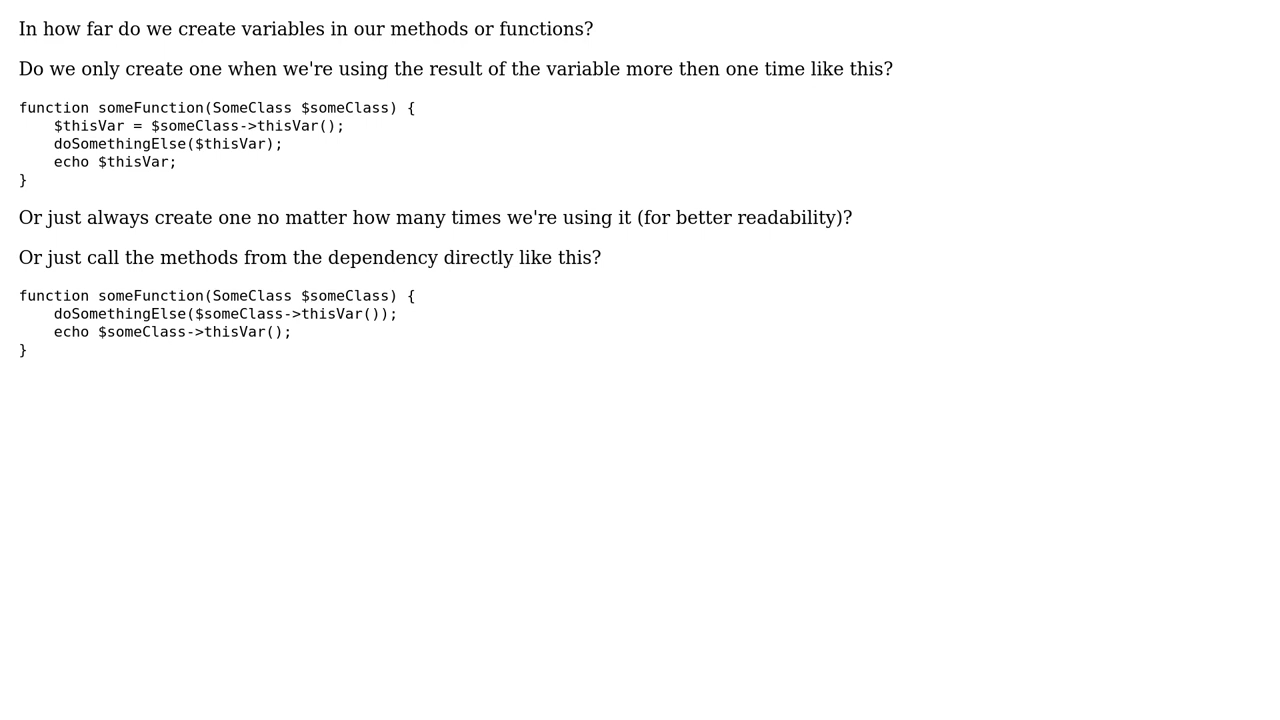 In how far do we create variables in our methods or functions?
Do we only create one when we're using the result of the variable more then one time like this?
function someFunction(SomeClass $someClass) {
    $thisVar = $someClass->thisVar();
    doSomethingElse($thisVar);
    echo $thisVar;
}
Or just always create one no matter how many times we're using it (for better readability)?
Or just call the methods from the dependency directly like this?
function someFunction(SomeClass $someClass) {
    doSomethingElse($someClass->thisVar());
    echo $someClass->thisVar();
}